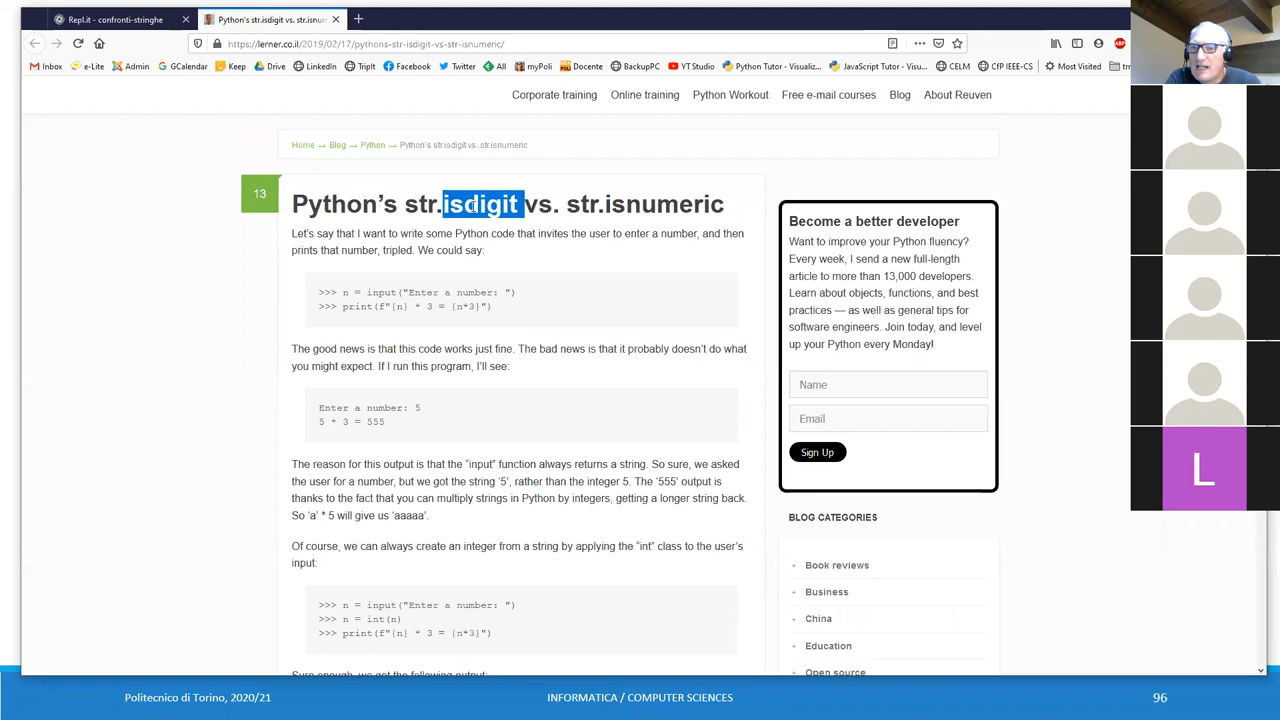 Repl.it - confronti-stringhe
Python's str.isdigit vs. str.isnum
https://lerner.co.il/2019/02/17/pythons-str-isdigit-vs-str-isnumeric/
Inbox e-Lite Admin GCalendar Keep Drive LinkedIn TripIt Facebook Twitter All myPoli Docente BackupPC YT Studio Python Tutor - Visualiz... JavaScript Tutor - Visu... CELM CfP IEEE-CS Most Visited
ABP
Corporate training Online training Python Workout Free e-mail courses Blog About Reuven
Home → Blog → Python → Python's str.isdigit vs. str.isnumeric
13
Python's str.isdigit vs. str.isnumeric
Let's say that I want to write some Python code that invites the user to enter a number, and then
prints that number, tripled. We could say:
>>> n = input("Enter a number: ")
>>> print(f"{n} * 3 = {n*3}")
The good news is that this code works just fine. The bad news is that it probably doesn't do what
you might expect. If I run this program, I'll see:
Enter a number: 5
5 * 3 = 555
The reason for this output is that the "input" function always returns a string. So sure, we asked
the user for a number, but we got the string '5', rather than the integer 5. The '555' output is
thanks to the fact that you can multiply strings in Python by integers, getting a longer string back.
So 'a' * 5 will give us 'aaaaa'.
Of course, we can always create an integer from a string by applying the "int" class to the user's
input:
>>> n = input("Enter a number: ")
>>> n = int(n)
>>> print(f"{n} * 3 = {n*3}")
Sure enough, we get the following output:
Become a better developer
Want to improve your Python fluency?
Every week, I send a new full-length
article to more than 13,000 developers.
Learn about objects, functions, and best
practices — as well as general tips for
software engineers. Join today, and level
up your Python every Monday!
Name
Email
Sign Up
BLOG CATEGORIES
Book reviews
Business
China
Education
Open source
L
Politecnico di Torino, 2020/21
INFORMATICA / COMPUTER SCIENCES
96